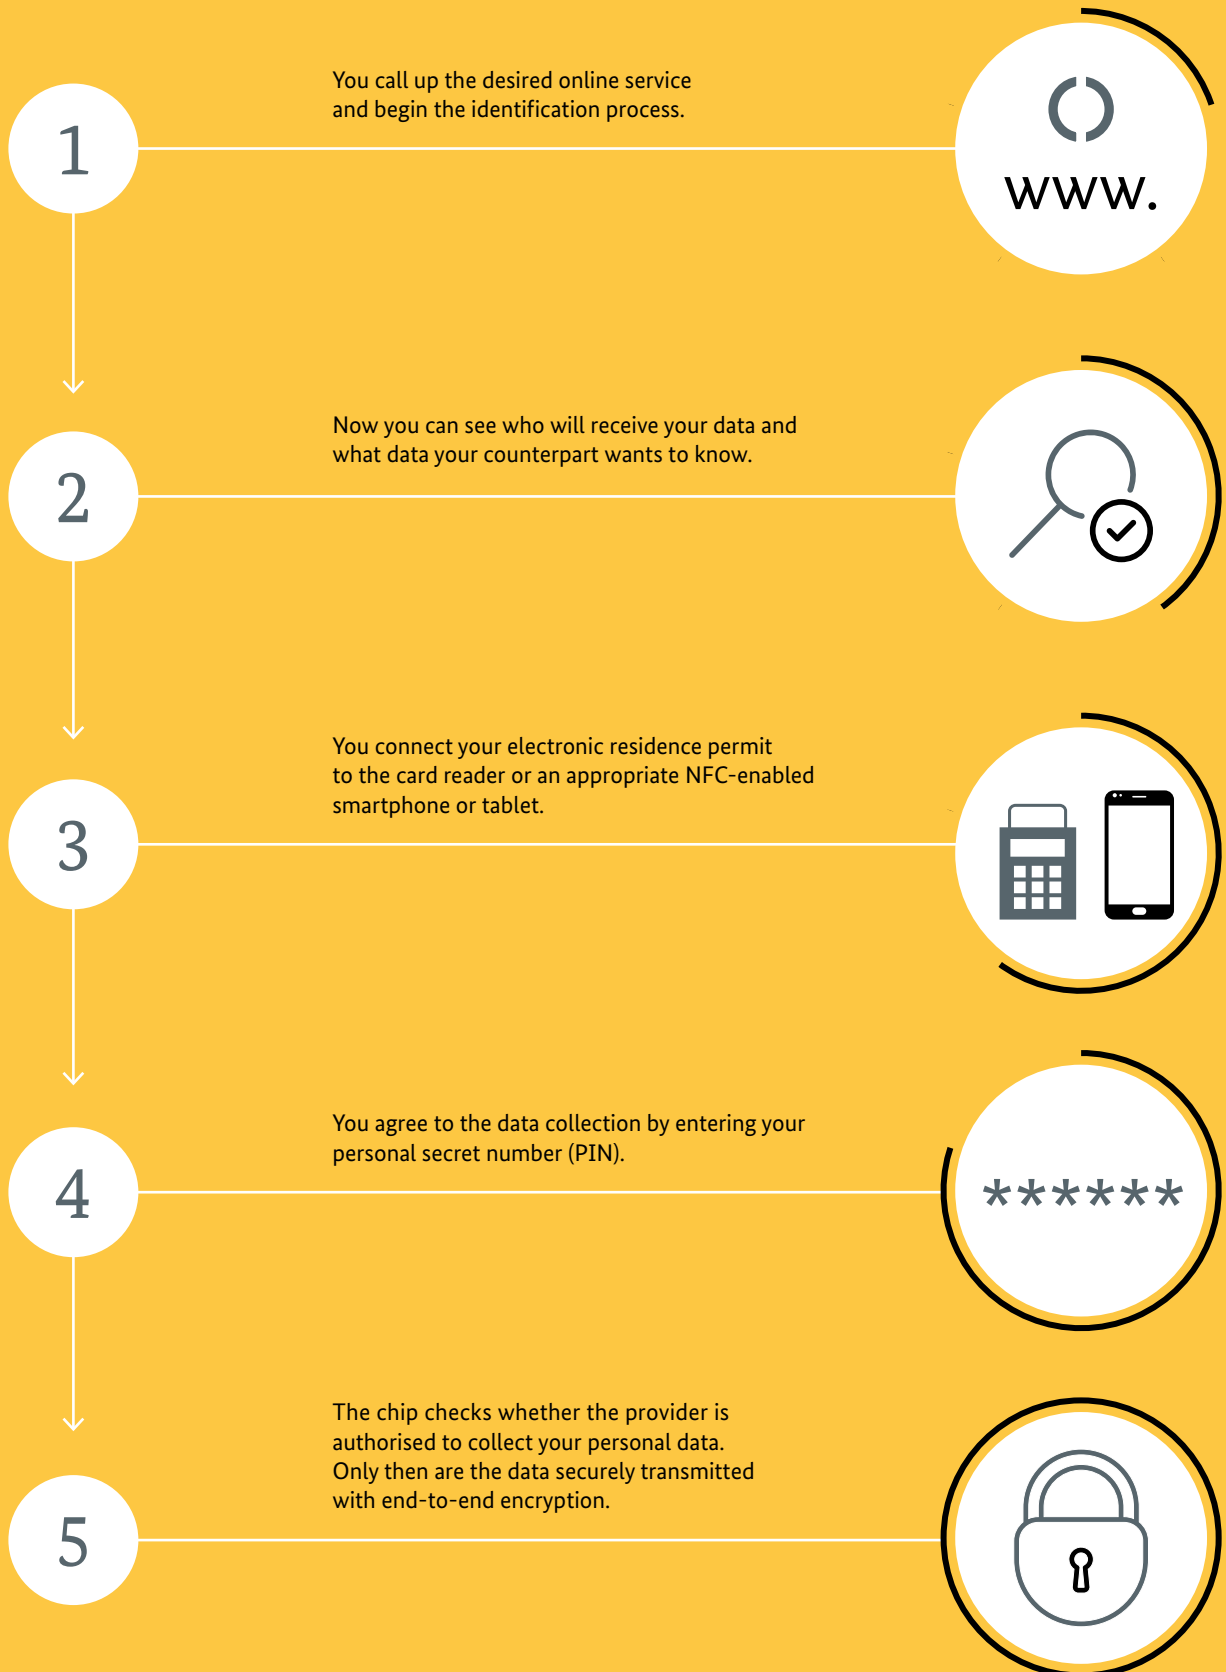 You call up the desired online service
and begin the identification process.
1
www.
Now you can see who will receive your data and
what data your counterpart wants to know.
2
You connect your electronic residence permit
to the card reader or an appropriate NFC-enabled
smartphone or tablet.
3
You agree to the data collection by entering your
personal secret number (PIN).
4
******
The chip checks whether the provider is
authorised to collect your personal data.
Only then are the data securely transmitted
with end-to-end encryption.
5